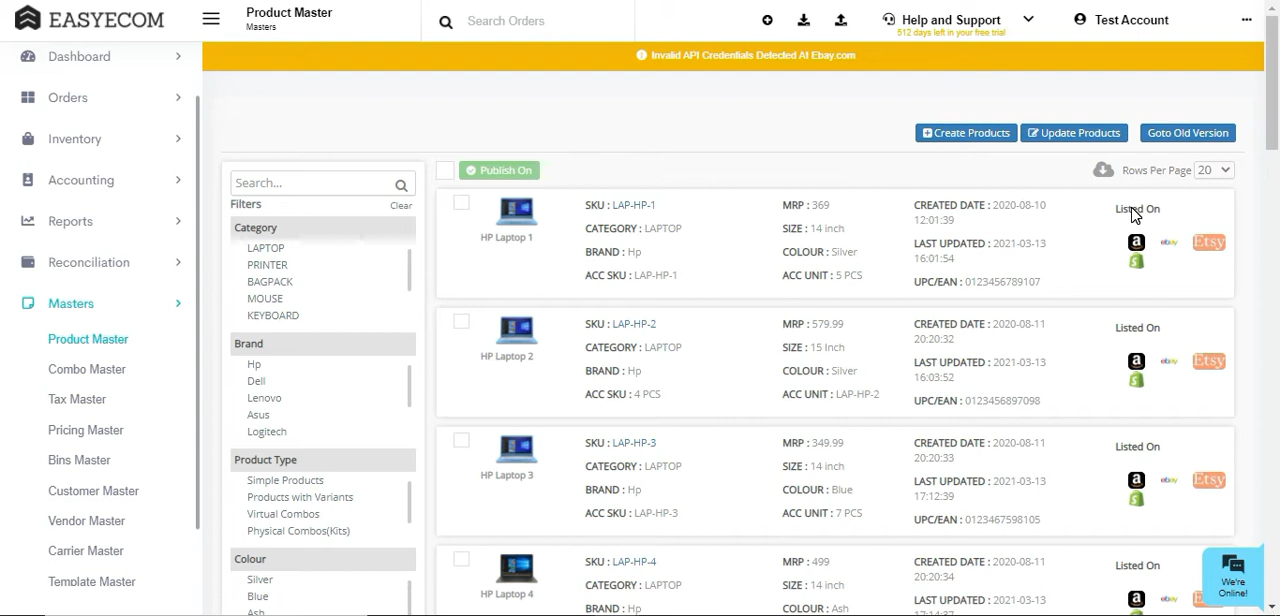 EASYECOM
Product Master
Masters
Search Orders
Help and Support
512 days left in your free trial
Test Account
Invalid API Credentials Detected At Ebay.com
Dashboard
Orders
Inventory
Accounting
Reports
Reconciliation
Masters
Product Master
Combo Master
Tax Master
Pricing Master
Bins Master
Customer Master
Vendor Master
Carrier Master
Template Master
Create Products
Update Products
Goto Old Version
Search...
Filters
Clear
Category
LAPTOP
PRINTER
BAGPACK
MOUSE
KEYBOARD
Brand
Hp
Dell
Lenovo
Asus
Logitech
Product Type
Simple Products
Products with Variants
Virtual Combos
Physical Combos(Kits)
Colour
Silver
Blue
Ash
Publish On
Rows Per Page 20
HP Laptop 1
SKU : LAP-HP-1
CATEGORY : LAPTOP
BRAND : Hp
ACC SKU : LAP-HP-1
MRP : 369
SIZE : 14 inch
COLOUR : Silver
ACC UNIT : 5 PCS
CREATED DATE : 2020-08-10
12:01:39
LAST UPDATED : 2021-03-13
16:01:54
UPC/EAN : 0123456789107
Listed On
a ebay Etsy
HP Laptop 2
SKU : LAP-HP-2
CATEGORY : LAPTOP
BRAND : Hp
ACC SKU : 4 PCS
MRP : 579.99
SIZE : 15 Inch
COLOUR : Silver
ACC UNIT : LAP-HP-2
CREATED DATE : 2020-08-11
20:20:32
LAST UPDATED : 2021-03-13
16:03:52
UPC/EAN : 0123456897098
Listed On
a ebay Etsy
HP Laptop 3
SKU : LAP-HP-3
CATEGORY : LAPTOP
BRAND : Hp
ACC SKU : LAP-HP-3
MRP : 349.99
SIZE : 14 inch
COLOUR : Blue
ACC UNIT : 7 PCS
CREATED DATE : 2020-08-11
20:20:33
LAST UPDATED : 2021-03-13
17:12:39
UPC/EAN : 0123467598105
Listed On
a ebay Etsy
HP Laptop 4
SKU : LAP-HP-4
CATEGORY : LAPTOP
BRAND : Hp
MRP : 499
SIZE : 14 inch
COLOUR : Ash
CREATED DATE : 2020-08-11
20:20:34
LAST UPDATED : 2021-03-13
Listed On
a ebay
We're
Online!